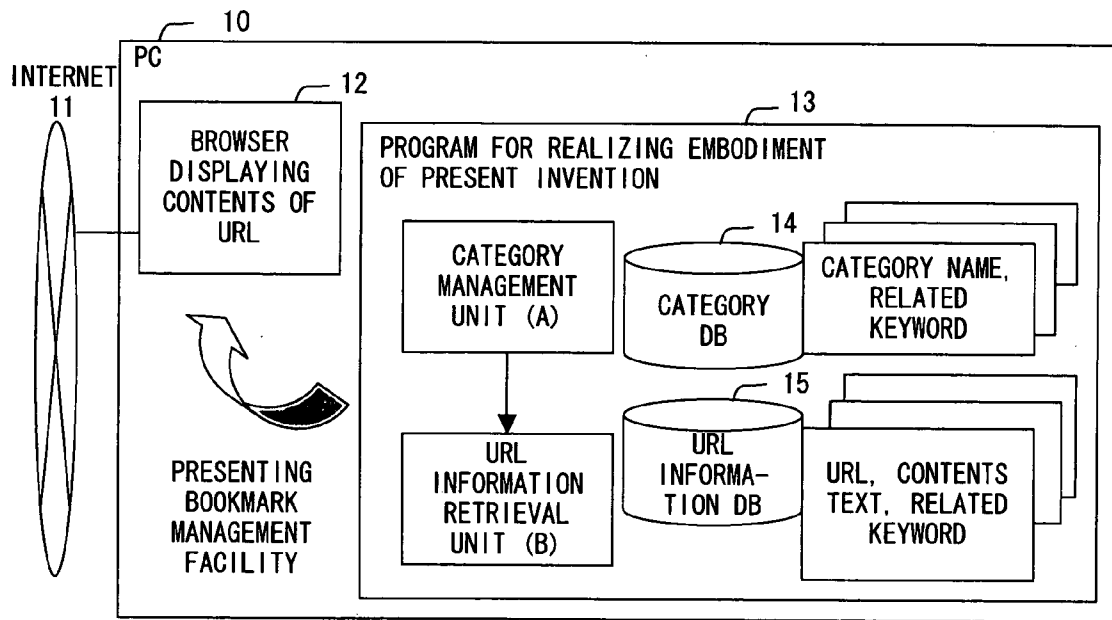 10
PC
INTERNET
11
12
BROWSER
DISPLAYING
CONTENTS OF
URL
13
PROGRAM FOR REALIZING EMBODIMENT
OF PRESENT INVENTION
CATEGORY
MANAGEMENT
UNIT (A)
14
CATEGORY
DB
CATEGORY NAME,
RELATED
KEYWORD
URL
INFORMATION
RETRIEVAL
UNIT (B)
15
URL
INFORMA-
TION DB
URL, CONTENTS
TEXT, RELATED
KEYWORD
PRESENTING
BOOKMARK
MANAGEMENT
FACILITY